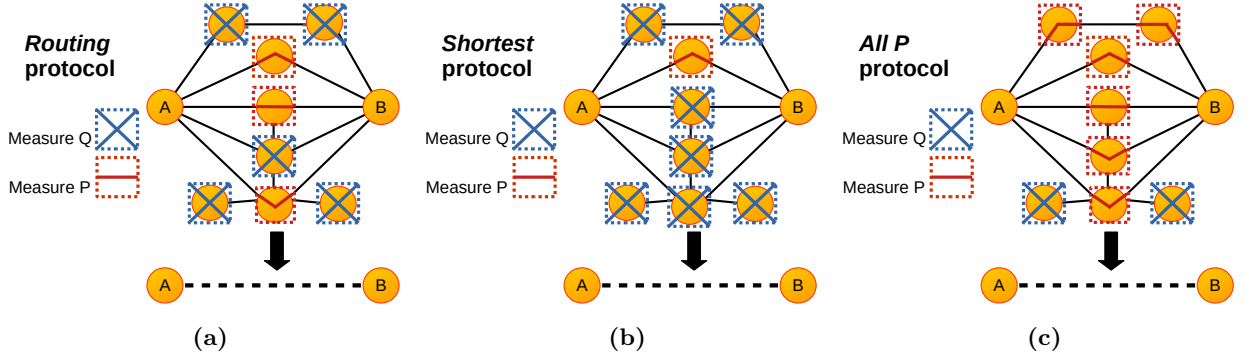 Routing
protocol
A
B
Measure Q
Measure P
A
B
(a)
Shortest
protocol
A
B
Measure Q
Measure P
A
B
(b)
All P
protocol
A
B
Measure Q
Measure P
A
B
(c)